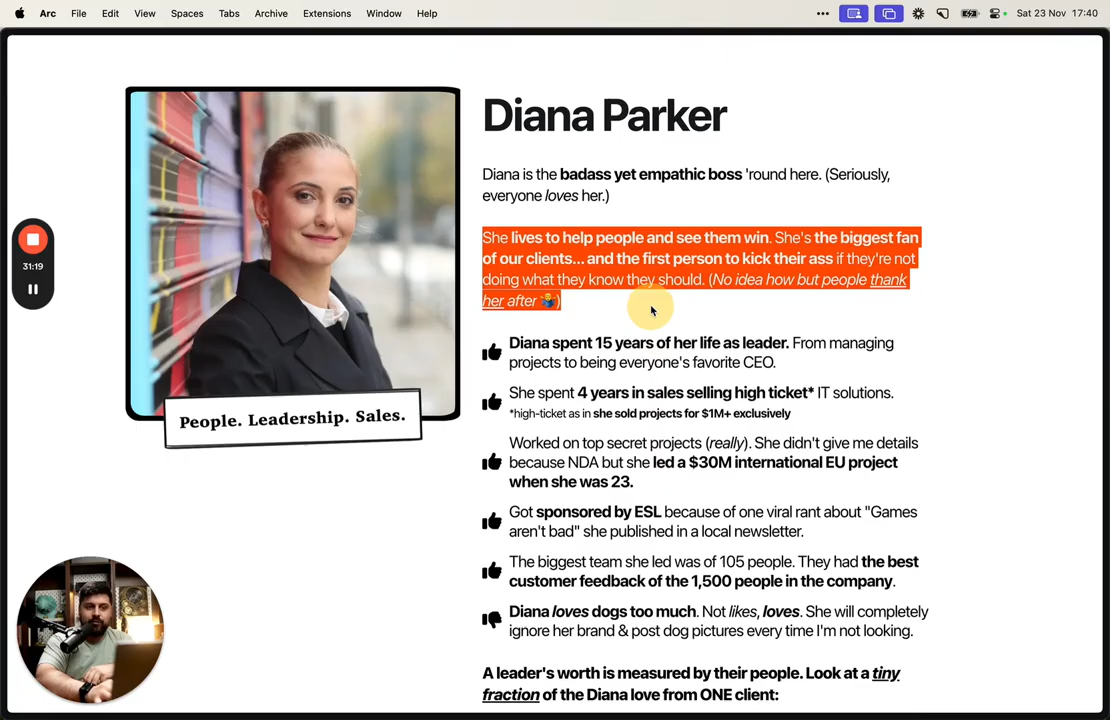 Arc File Edit View Spaces Tabs Archive Extensions Window Help Sat 23 Nov 17:40
Diana Parker
Diana is the badass yet empathic boss 'round here. (Seriously,
everyone loves her.)
She lives to help people and see them win. She's the biggest fan
of our clients... and the first person to kick their ass if they're not
doing what they know they should. (No idea how but people thank
her after 🤷‍♂️)
31:19
Diana spent 15 years of her life as leader. From managing
projects to being everyone's favorite CEO.
She spent 4 years in sales selling high ticket* IT solutions.
*high-ticket as in she sold projects for $1M+ exclusively
People. Leadership. Sales.
Worked on top secret projects (really). She didn't give me details
because NDA but she led a $30M international EU project
when she was 23.
Got sponsored by ESL because of one viral rant about "Games
aren't bad" she published in a local newsletter.
The biggest team she led was of 105 people. They had the best
customer feedback of the 1,500 people in the company.
Diana loves dogs too much. Not likes, loves. She will completely
ignore her brand & post dog pictures every time I'm not looking.
A leader's worth is measured by their people. Look at a tiny
fraction of the Diana love from ONE client: